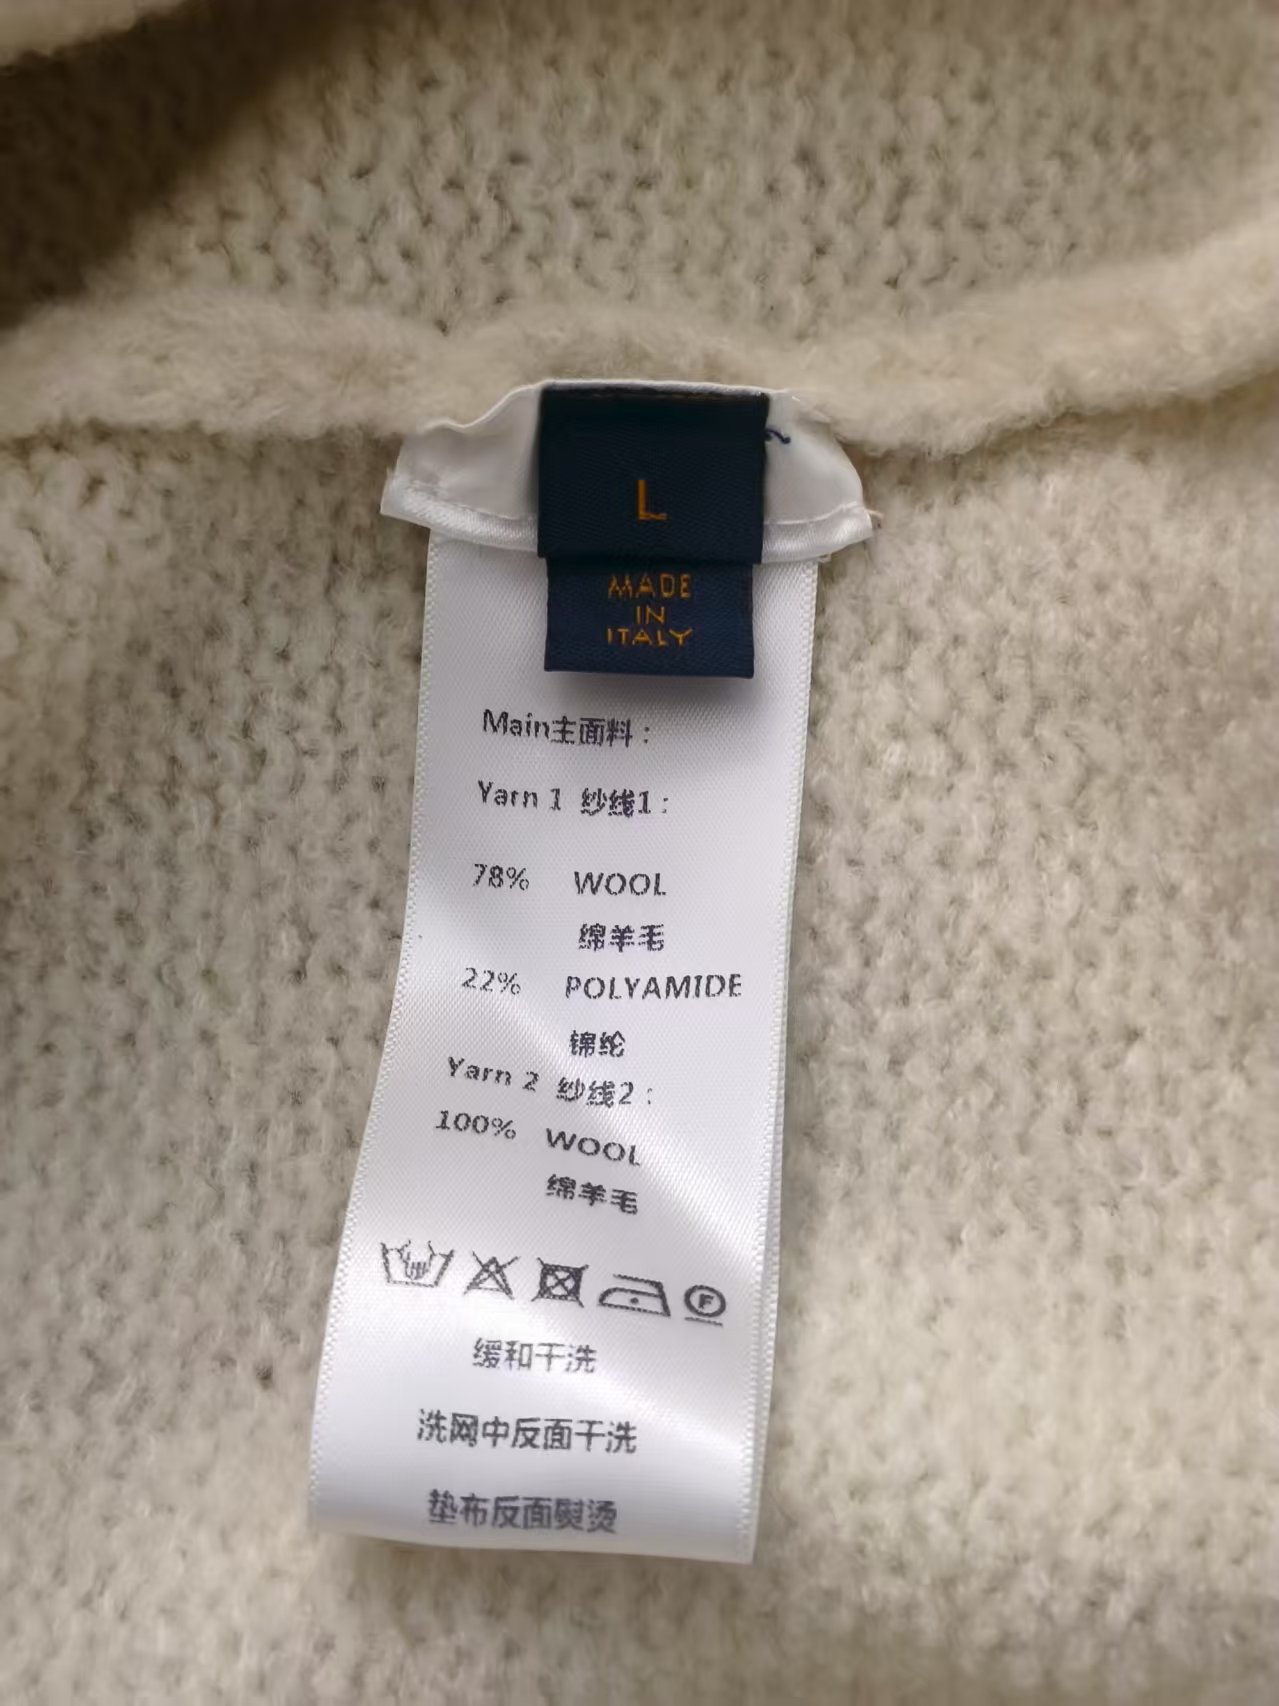 L
MADE
IN
ITALY
Main主面料：
Yarn 1 纱线1：
78% WOOL
绵羊毛
22% POLYAMIDE
锦纶
Yarn 2 纱线2：
100% WOOL
绵羊毛
F
缓和干洗
洗网中反面干洗
垫布反面熨烫